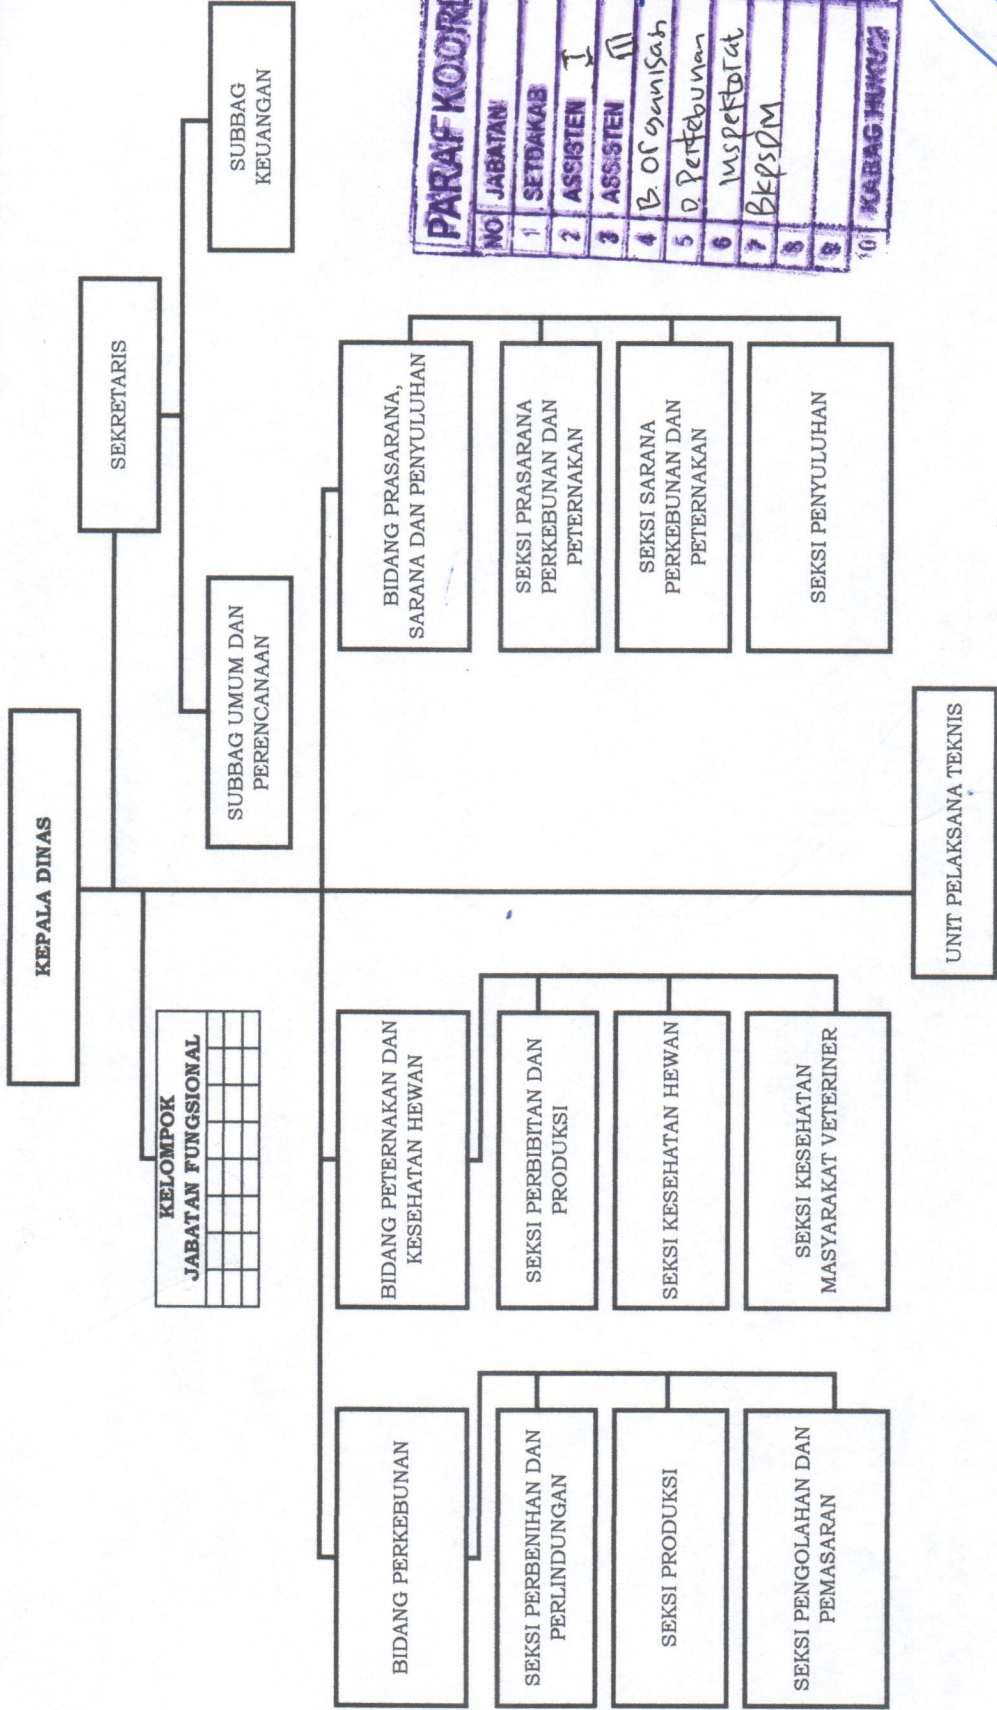 KEPALA DINAS
SEKRETARIS
KELOMPOK
JABATAN FUNGSIONAL
SUBBAG UMUM DAN
PERENCANAAN
SUBBAG
KEUANGAN
BIDANG PERKEBUNAN
SEKSI PERBENIHAN DAN
PERLINDUNGAN
SEKSI PRODUKSI
SEKSI PENGOLAHAN DAN
PEMASARAN
BIDANG PETERNAKAN DAN
KESEHATAN HEWAN
SEKSI PERBIBITAN DAN
PRODUKSI
SEKSI KESEHATAN HEWAN
SEKSI KESEHATAN
MASYARAKAT VETERINER
BIDANG PRASARANA,
SARANA DAN PENYULUHAN
SEKSI PRASARANA
PERKEBUNAN DAN
PETERNAKAN
SEKSI SARANA
PERKEBUNAN DAN
PETERNAKAN
SEKSI PENYULUHAN
UNIT PELAKSANA TEKNIS
PARAF
NO JABATAN
1 SETDAKAB
2 ASSISTEN I
3 ASSISTEN III
4 B. Organisasi
5 D. Perkebunan
6 Inspektorat
7 BKPSDM
8
9
10 KABAG HUKUM